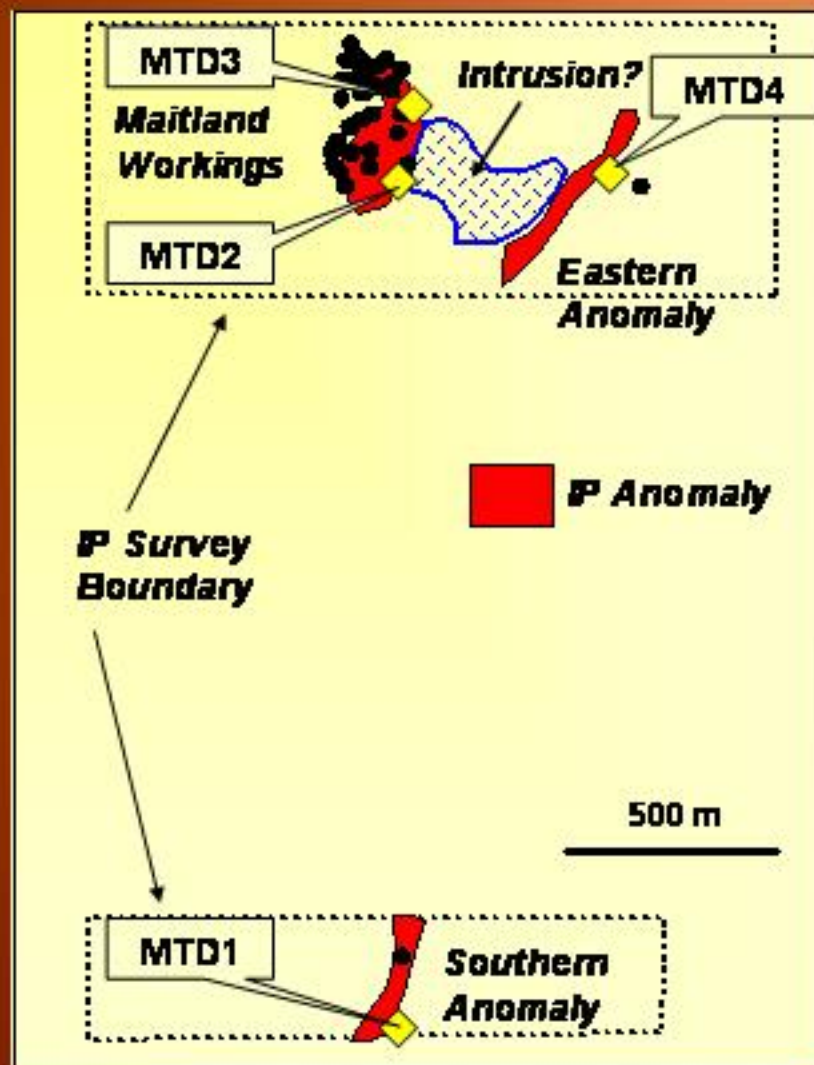 MTD3
Intrusion?
MTD4
Maitland
Workings
MTD2
Eastern
Anomaly
IP Anomaly
IP Survey
Boundary
500 m
MTD1
Southern
Anomaly